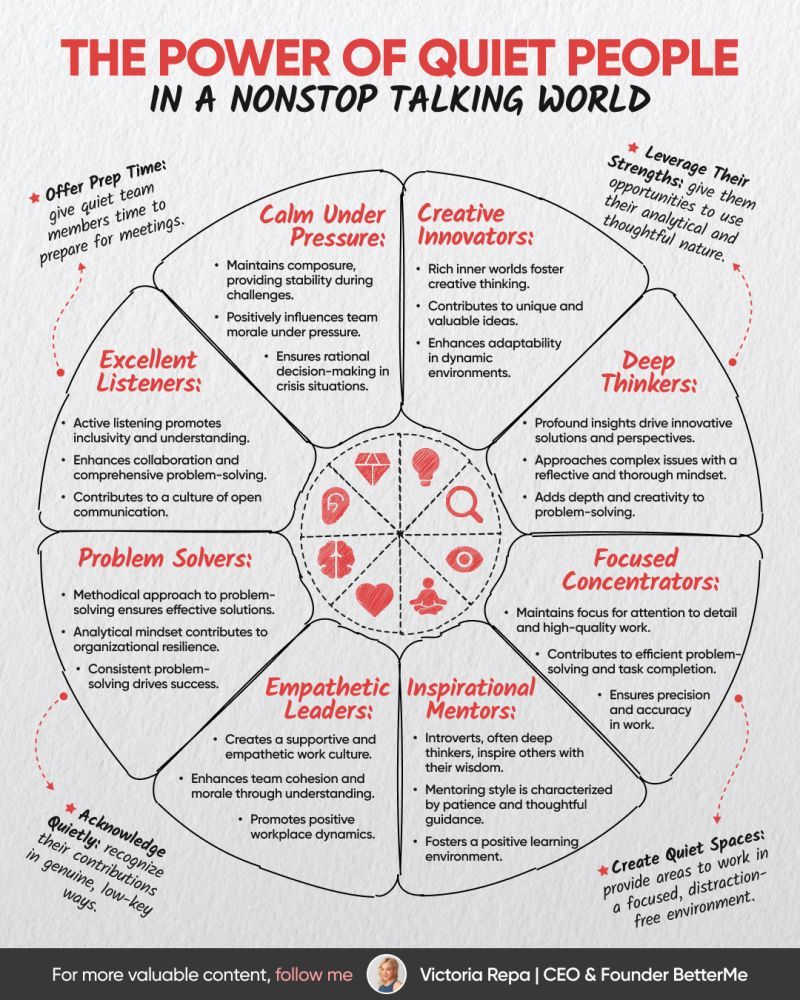 THE POWER OF QUIET PEOPLE
IN A NONSTOP TALKING WORLD
★ Offer Prep Time:
give quiet team
members time to
prepare for meetings.
★ Leverage Their
Strengths: give them
opportunities to use
their analytical and
thoughtful nature.
Calm Under
Pressure:
• Maintains composure,
providing stability during
challenges.
• Positively influences team
morale under pressure.
• Ensures rational
decision-making in
crisis situations.
Creative
Innovators:
• Rich inner worlds foster
creative thinking.
• Contributes to unique and
valuable ideas.
• Enhances adaptability
in dynamic
environments.
Excellent
Listeners:
• Active listening promotes
inclusivity and understanding.
• Enhances collaboration and
comprehensive problem-solving.
• Contributes to a culture of open
communication.
Deep
Thinkers:
• Profound insights drive innovative
solutions and perspectives.
• Approaches complex issues with a
reflective and thorough mindset.
• Adds depth and creativity to
problem-solving.
Problem Solvers:
• Methodical approach to problem-
solving ensures effective solutions.
• Analytical mindset contributes to
organizational resilience.
• Consistent problem-
solving drives success.
Focused
Concentrators:
• Maintains focus for attention to detail
and high-quality work.
• Contributes to efficient problem-
solving and task completion.
• Ensures precision
and accuracy
in work.
Empathetic
Leaders:
• Creates a supportive and
empathetic work culture.
• Enhances team cohesion and
morale through understanding.
• Promotes positive
workplace dynamics.
Inspirational
Mentors:
• Introverts, often deep
thinkers, inspire others with
their wisdom.
• Mentoring style is characterized
by patience and thoughtful
guidance.
• Fosters a positive learning
environment.
★ Acknowledge
Quietly: recognize
their contributions
in genuine, low-key
ways.
★ Create Quiet Spaces:
provide areas to work in
a focused, distraction-
free environment.
For more valuable content, follow me
Victoria Repa | CEO & Founder BetterMe